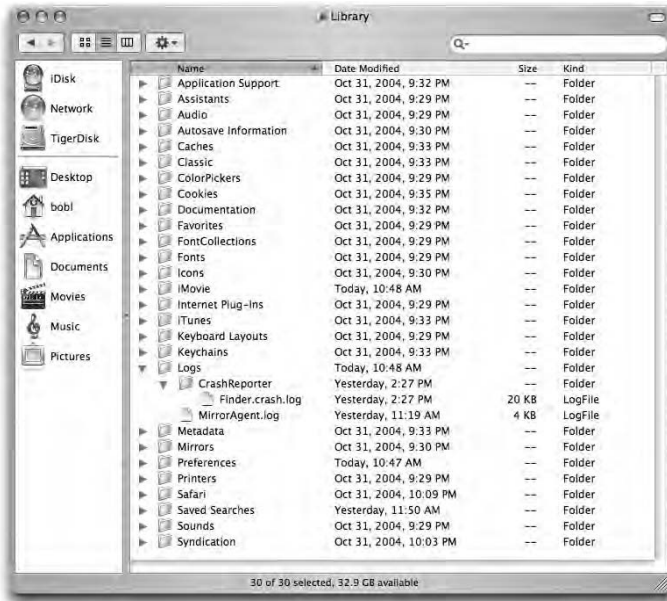 Library
Q-
iDisk
Network
TigerDisk
Desktop
bobl
Applications
Documents
Movies
Music
Pictures
Name Date Modified Size Kind
Application Support Oct 31, 2004, 9:32 PM -- Folder
Assistants Oct 31, 2004, 9:29 PM -- Folder
Audio Oct 31, 2004, 9:29 PM -- Folder
Autosave Information Oct 31, 2004, 9:30 PM -- Folder
Caches Oct 31, 2004, 9:33 PM -- Folder
Classic Oct 31, 2004, 9:33 PM -- Folder
ColorPickers Oct 31, 2004, 9:29 PM -- Folder
Cookies Oct 31, 2004, 9:35 PM -- Folder
Documentation Oct 31, 2004, 9:32 PM -- Folder
Favorites Oct 31, 2004, 9:29 PM -- Folder
FontCollections Oct 31, 2004, 9:29 PM -- Folder
Fonts Oct 31, 2004, 9:29 PM -- Folder
Icons Oct 31, 2004, 9:30 PM -- Folder
iMovie Today, 10:48 AM -- Folder
Internet Plug-Ins Oct 31, 2004, 9:29 PM -- Folder
iTunes Oct 31, 2004, 9:33 PM -- Folder
Keyboard Layouts Oct 31, 2004, 9:29 PM -- Folder
Keychains Oct 31, 2004, 9:33 PM -- Folder
Logs Today, 10:48 AM -- Folder
CrashReporter Yesterday, 2:27 PM -- Folder
Finder.crash.log Yesterday, 2:27 PM 20 KB LogFile
MirrorAgent.log Yesterday, 11:19 AM 4 KB LogFile
Metadata Oct 31, 2004, 9:33 PM -- Folder
Mirrors Oct 31, 2004, 9:30 PM -- Folder
Preferences Today, 10:47 AM -- Folder
Printers Oct 31, 2004, 9:29 PM -- Folder
Safari Oct 31, 2004, 10:09 PM -- Folder
Saved Searches Yesterday, 11:50 AM -- Folder
Sounds Oct 31, 2004, 9:29 PM -- Folder
Syndication Oct 31, 2004, 10:03 PM -- Folder
30 of 30 selected, 32.9 GB available